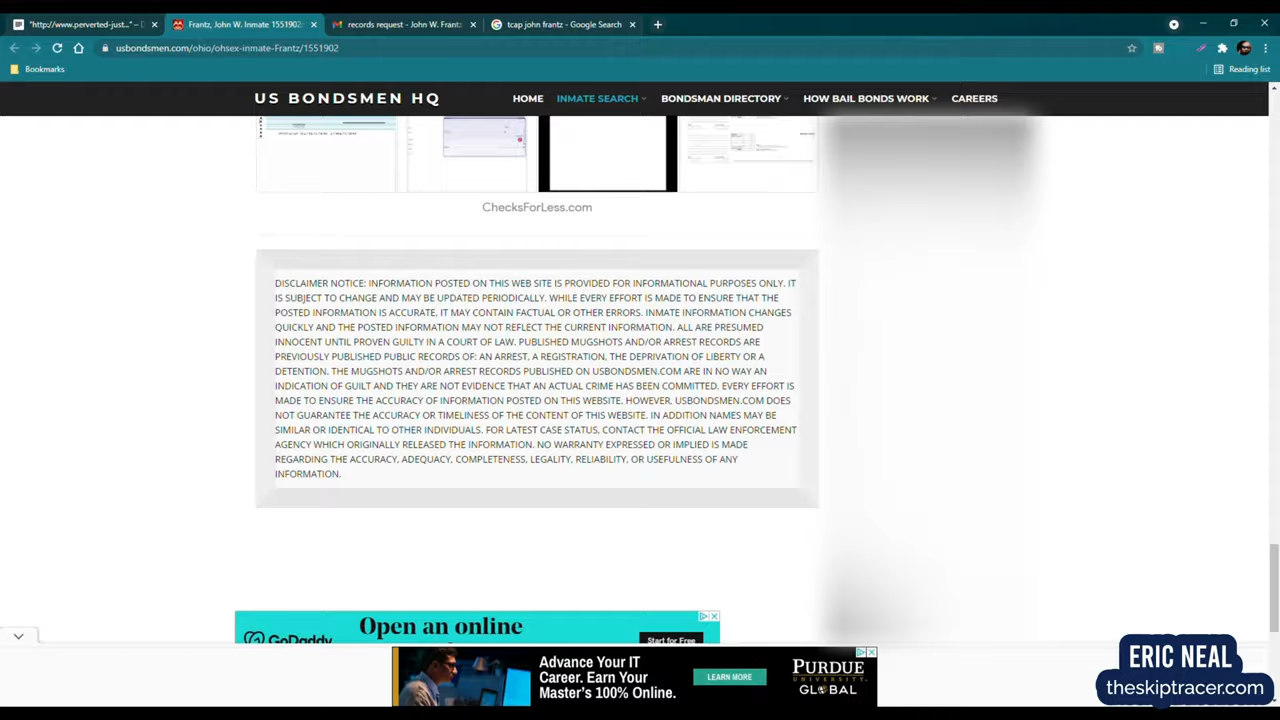 "http://www.perverted-just..." – D
Frantz, John W. Inmate 1551902:
records request - John W. Frantz
tcap john frantz - Google Search
usbondsmen.com/ohio/ohsex-inmate-Frantz/1551902
Bookmarks
Reading list
US BONDSMEN HQ
HOME
INMATE SEARCH
BONDSMAN DIRECTORY
HOW BAIL BONDS WORK
CAREERS
ChecksForLess.com
DISCLAIMER NOTICE: INFORMATION POSTED ON THIS WEB SITE IS PROVIDED FOR INFORMATIONAL PURPOSES ONLY. IT
IS SUBJECT TO CHANGE AND MAY BE UPDATED PERIODICALLY. WHILE EVERY EFFORT IS MADE TO ENSURE THAT THE
POSTED INFORMATION IS ACCURATE, IT MAY CONTAIN FACTUAL OR OTHER ERRORS. INMATE INFORMATION CHANGES
QUICKLY AND THE POSTED INFORMATION MAY NOT REFLECT THE CURRENT INFORMATION. ALL ARE PRESUMED
INNOCENT UNTIL PROVEN GUILTY IN A COURT OF LAW. PUBLISHED MUGSHOTS AND/OR ARREST RECORDS ARE
PREVIOUSLY PUBLISHED PUBLIC RECORDS OF: AN ARREST, A REGISTRATION, THE DEPRIVATION OF LIBERTY OR A
DETENTION. THE MUGSHOTS AND/OR ARREST RECORDS PUBLISHED ON USBONDSMEN.COM ARE IN NO WAY AN
INDICATION OF GUILT AND THEY ARE NOT EVIDENCE THAT AN ACTUAL CRIME HAS BEEN COMMITTED. EVERY EFFORT IS
MADE TO ENSURE THE ACCURACY OF INFORMATION POSTED ON THIS WEBSITE. HOWEVER, USBONDSMEN.COM DOES
NOT GUARANTEE THE ACCURACY OR TIMELINESS OF THE CONTENT OF THIS WEBSITE. IN ADDITION NAMES MAY BE
SIMILAR OR IDENTICAL TO OTHER INDIVIDUALS. FOR LATEST CASE STATUS, CONTACT THE OFFICIAL LAW ENFORCEMENT
AGENCY WHICH ORIGINALLY RELEASED THE INFORMATION. NO WARRANTY EXPRESSED OR IMPLIED IS MADE
REGARDING THE ACCURACY, ADEQUACY, COMPLETENESS, LEGALITY, RELIABILITY, OR USEFULNESS OF ANY
INFORMATION.
GoDaddy
Open an online
Start for Free
Advance Your IT
Career. Earn Your
Master's 100% Online.
LEARN MORE
PURDUE
UNIVERSITY
GLOBAL
ERIC NEAL
theskiptracer.com